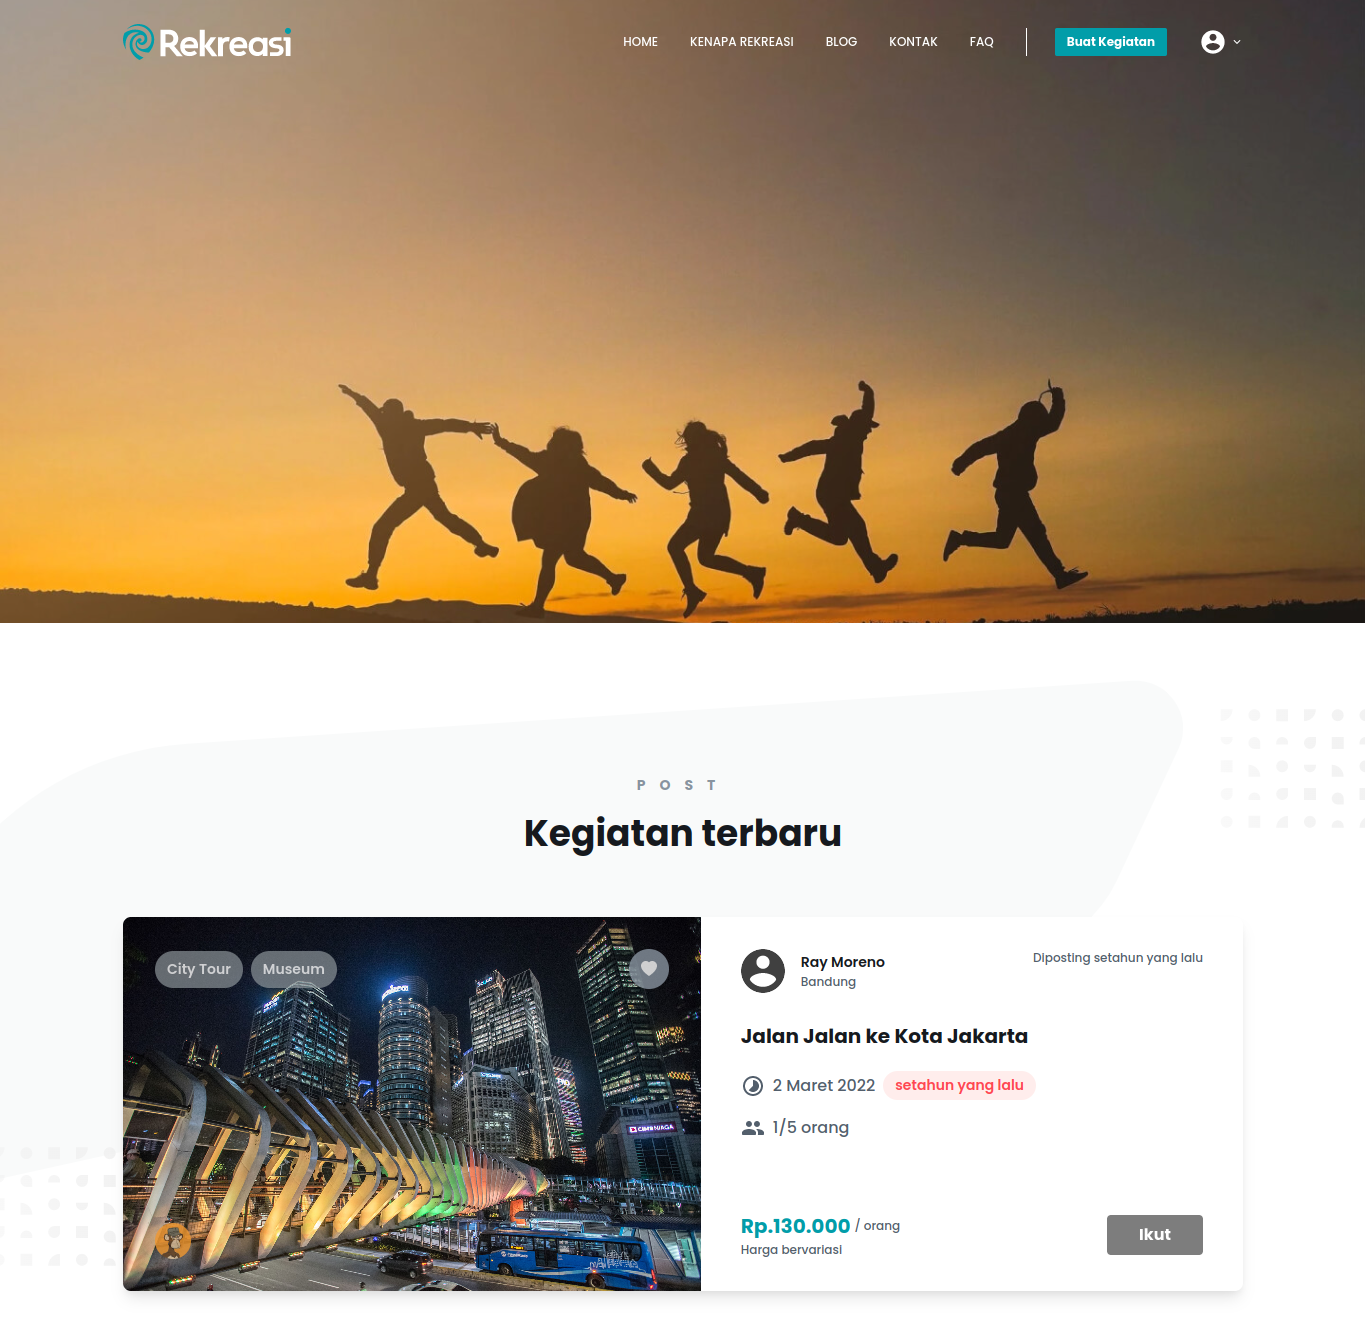 Rekreasi
HOME KENAPA REKREASI BLOG KONTAK FAQ Buat Kegiatan
POST
Kegiatan terbaru
City Tour Museum
CIMB NIAGA
Ray Moreno
Bandung
Diposting setahun yang lalu
Jalan Jalan ke Kota Jakarta
2 Maret 2022 setahun yang lalu
1/5 orang
Rp.130.000 / orang
Harga bervariasi
Ikut